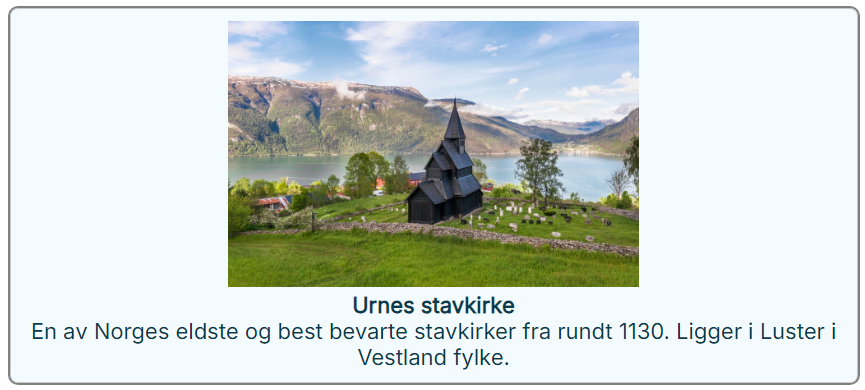 Urnes stavkirke
En av Norges eldste og best bevarte stavkirker fra rundt 1130. Ligger i Luster i
Vestland fylke.